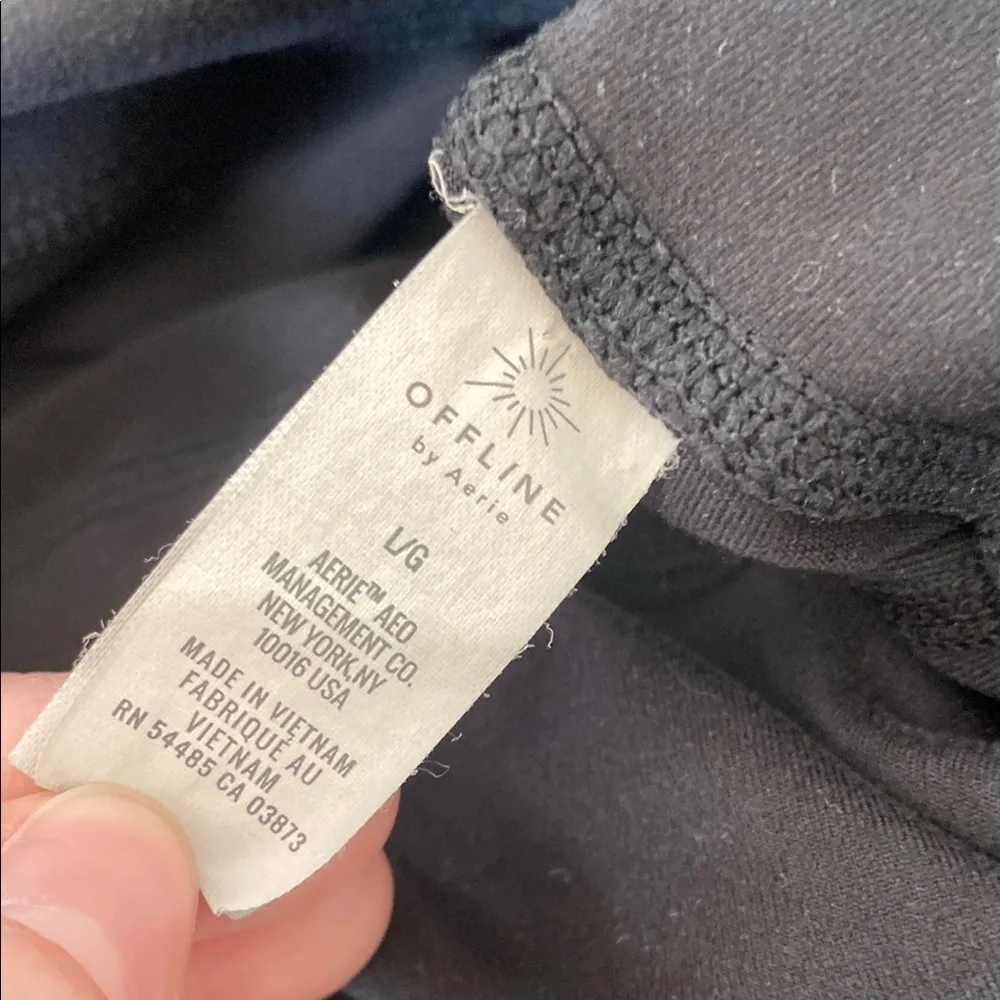 OFFLINE
by Aerie
L/G
AERIE™ AEO
MANAGEMENT CO.
NEW YORK,NY
10016 USA
MADE IN VIETNAM
FABRIQUÉ AU
VIETNAM
RN 54485 CA 03873